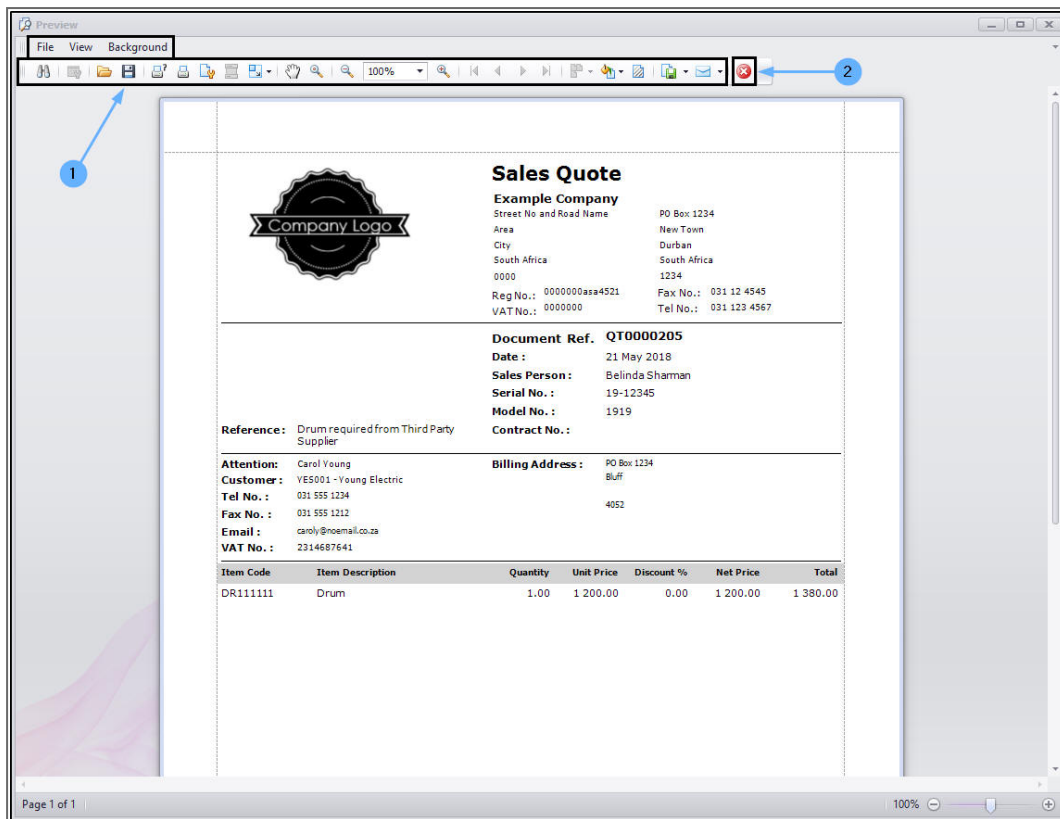 Preview
File View Background
100%
2
1
Company Logo
Sales Quote
Example Company
Street No and Road Name PO Box 1234
Area New Town
City Durban
South Africa South Africa
0000 1234
Reg No.: 0000000asa4521 Fax No.: 031 12 4545
VAT No.: 0000000 Tel No.: 031 123 4567
Document Ref. QT0000205
Date : 21 May 2018
Sales Person : Belinda Sharman
Serial No. : 19-12345
Model No. : 1919
Reference : Drum required from Third Party Supplier Contract No. :
Attention: Carol Young Billing Address : PO Box 1234
Customer : YES001 - Young Electric Bluff
Tel No. : 031 555 1234
4052
Fax No. : 031 555 1212
Email : caroly@noemail.co.za
VAT No. : 2314687641
Item Code Item Description Quantity Unit Price Discount % Net Price Total
DR111111 Drum 1.00 1 200.00 0.00 1 200.00 1 380.00
Page 1 of 1 100%